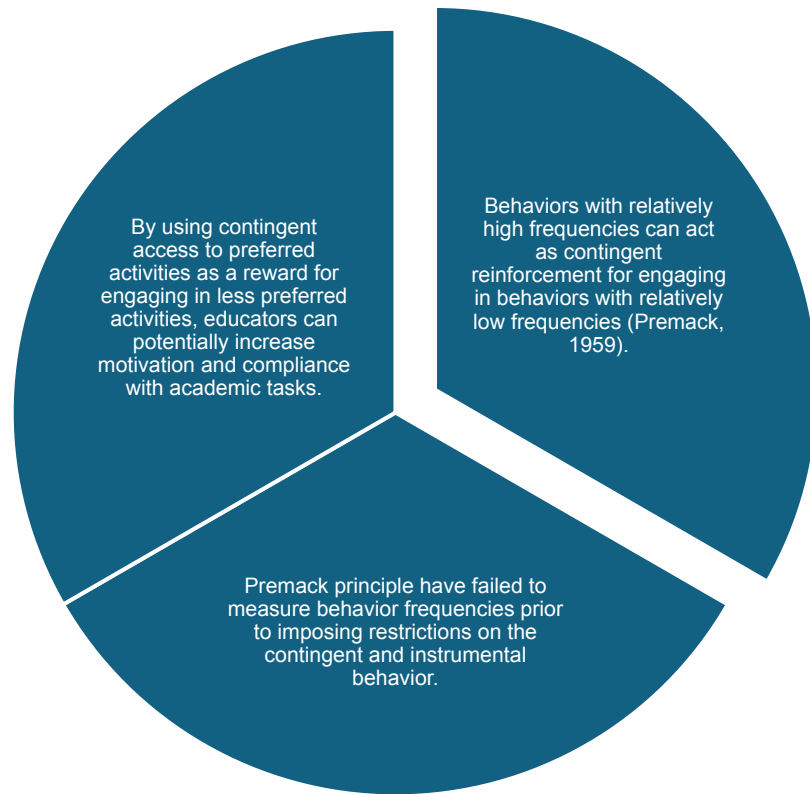 By using contingent
access to preferred
activities as a reward for
engaging in less preferred
activities, educators can
potentially increase
motivation and compliance
with academic tasks.
Behaviors with relatively
high frequencies can act
as contingent
reinforcement for engaging
in behaviors with relatively
low frequencies (Premack,
1959).
Premack principle have failed to
measure behavior frequencies prior
to imposing restrictions on the
contingent and instrumental
behavior.